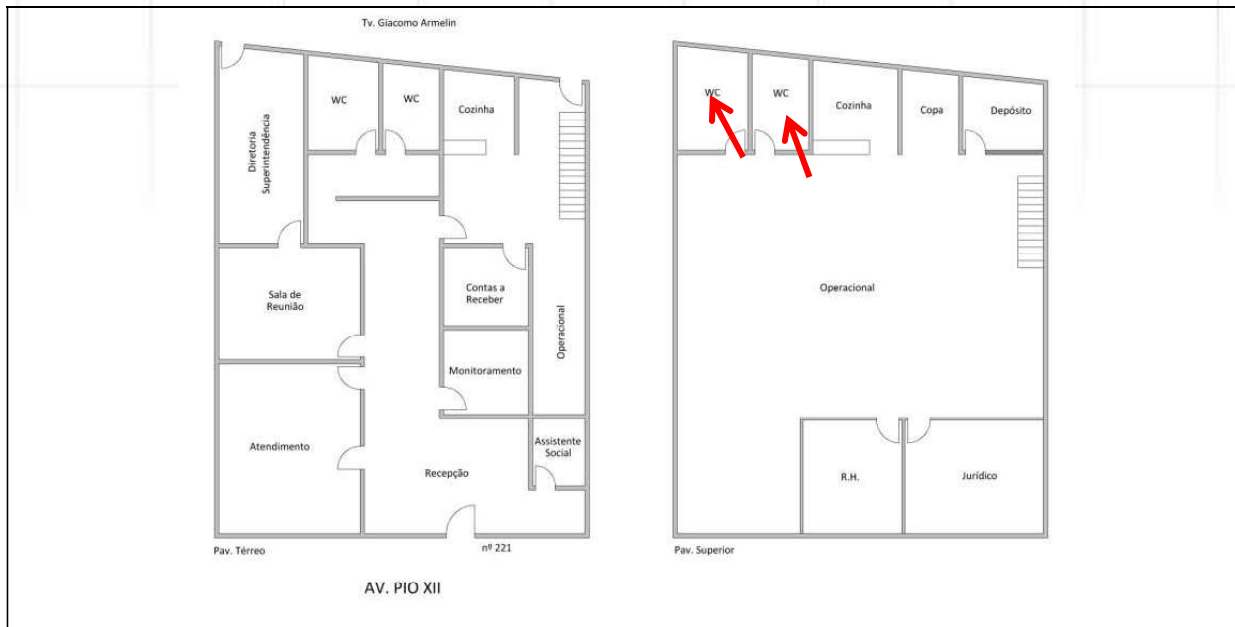 Tv. Giacomo Armelin
WC
WC
Cozinha
Diretoria
Superintendência
Sala de
Reunião
Contas a
Receber
Operacional
Monitoramento
Atendimento
Assistente
Social
Recepção
Pav. Térreo
nº 221
AV. PIO XII
WC
WC
Cozinha
Copa
Depósito
Operacional
R.H.
Jurídico
Pav. Superior